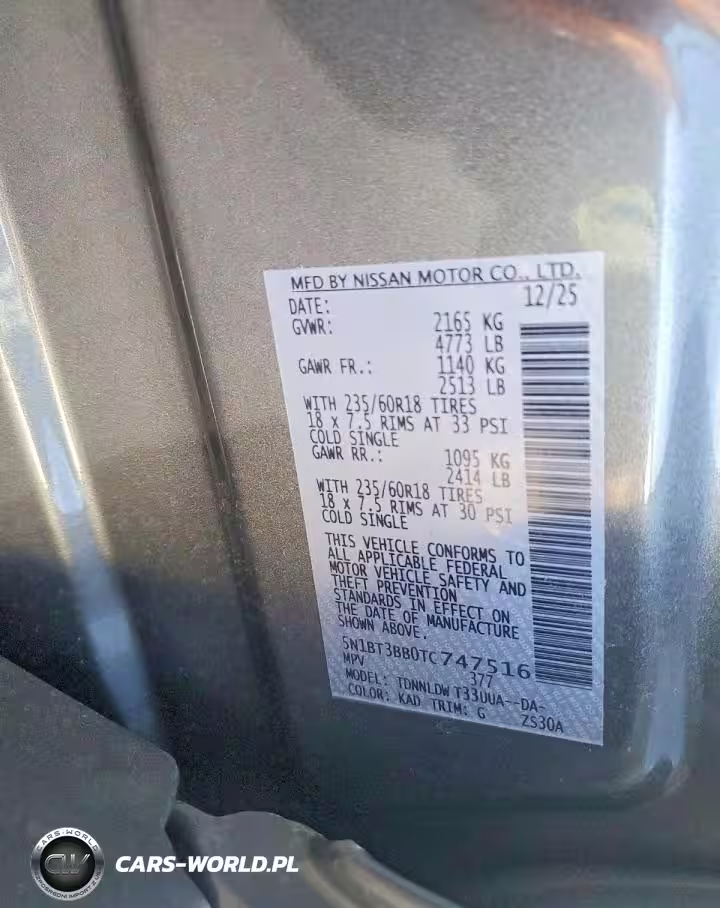 MFD BY NISSAN MOTOR CO., LTD.
DATE: 12/25
GVWR: 2165 KG
4773 LB
GAWR FR.: 1140 KG
2513 LB
WITH 235/60R18 TIRES
18 x 7.5 RIMS AT 33 PSI
COLD SINGLE
GAWR RR.: 1095 KG
2414 LB
WITH 235/60R18 TIRES
18 x 7.5 RIMS AT 30 PSI
COLD SINGLE
THIS VEHICLE CONFORMS TO
ALL APPLICABLE FEDERAL
MOTOR VEHICLE SAFETY AND
THEFT PREVENTION
STANDARDS IN EFFECT ON
THE DATE OF MANUFACTURE
SHOWN ABOVE.
5N1BT3BB0TC747516
MPV 377
MODEL: TDNNLDW T33UUA--DA-
COLOR: KAD TRIM: G ZS30A
CARS-WORLD
CW
CARS-WORLD.PL